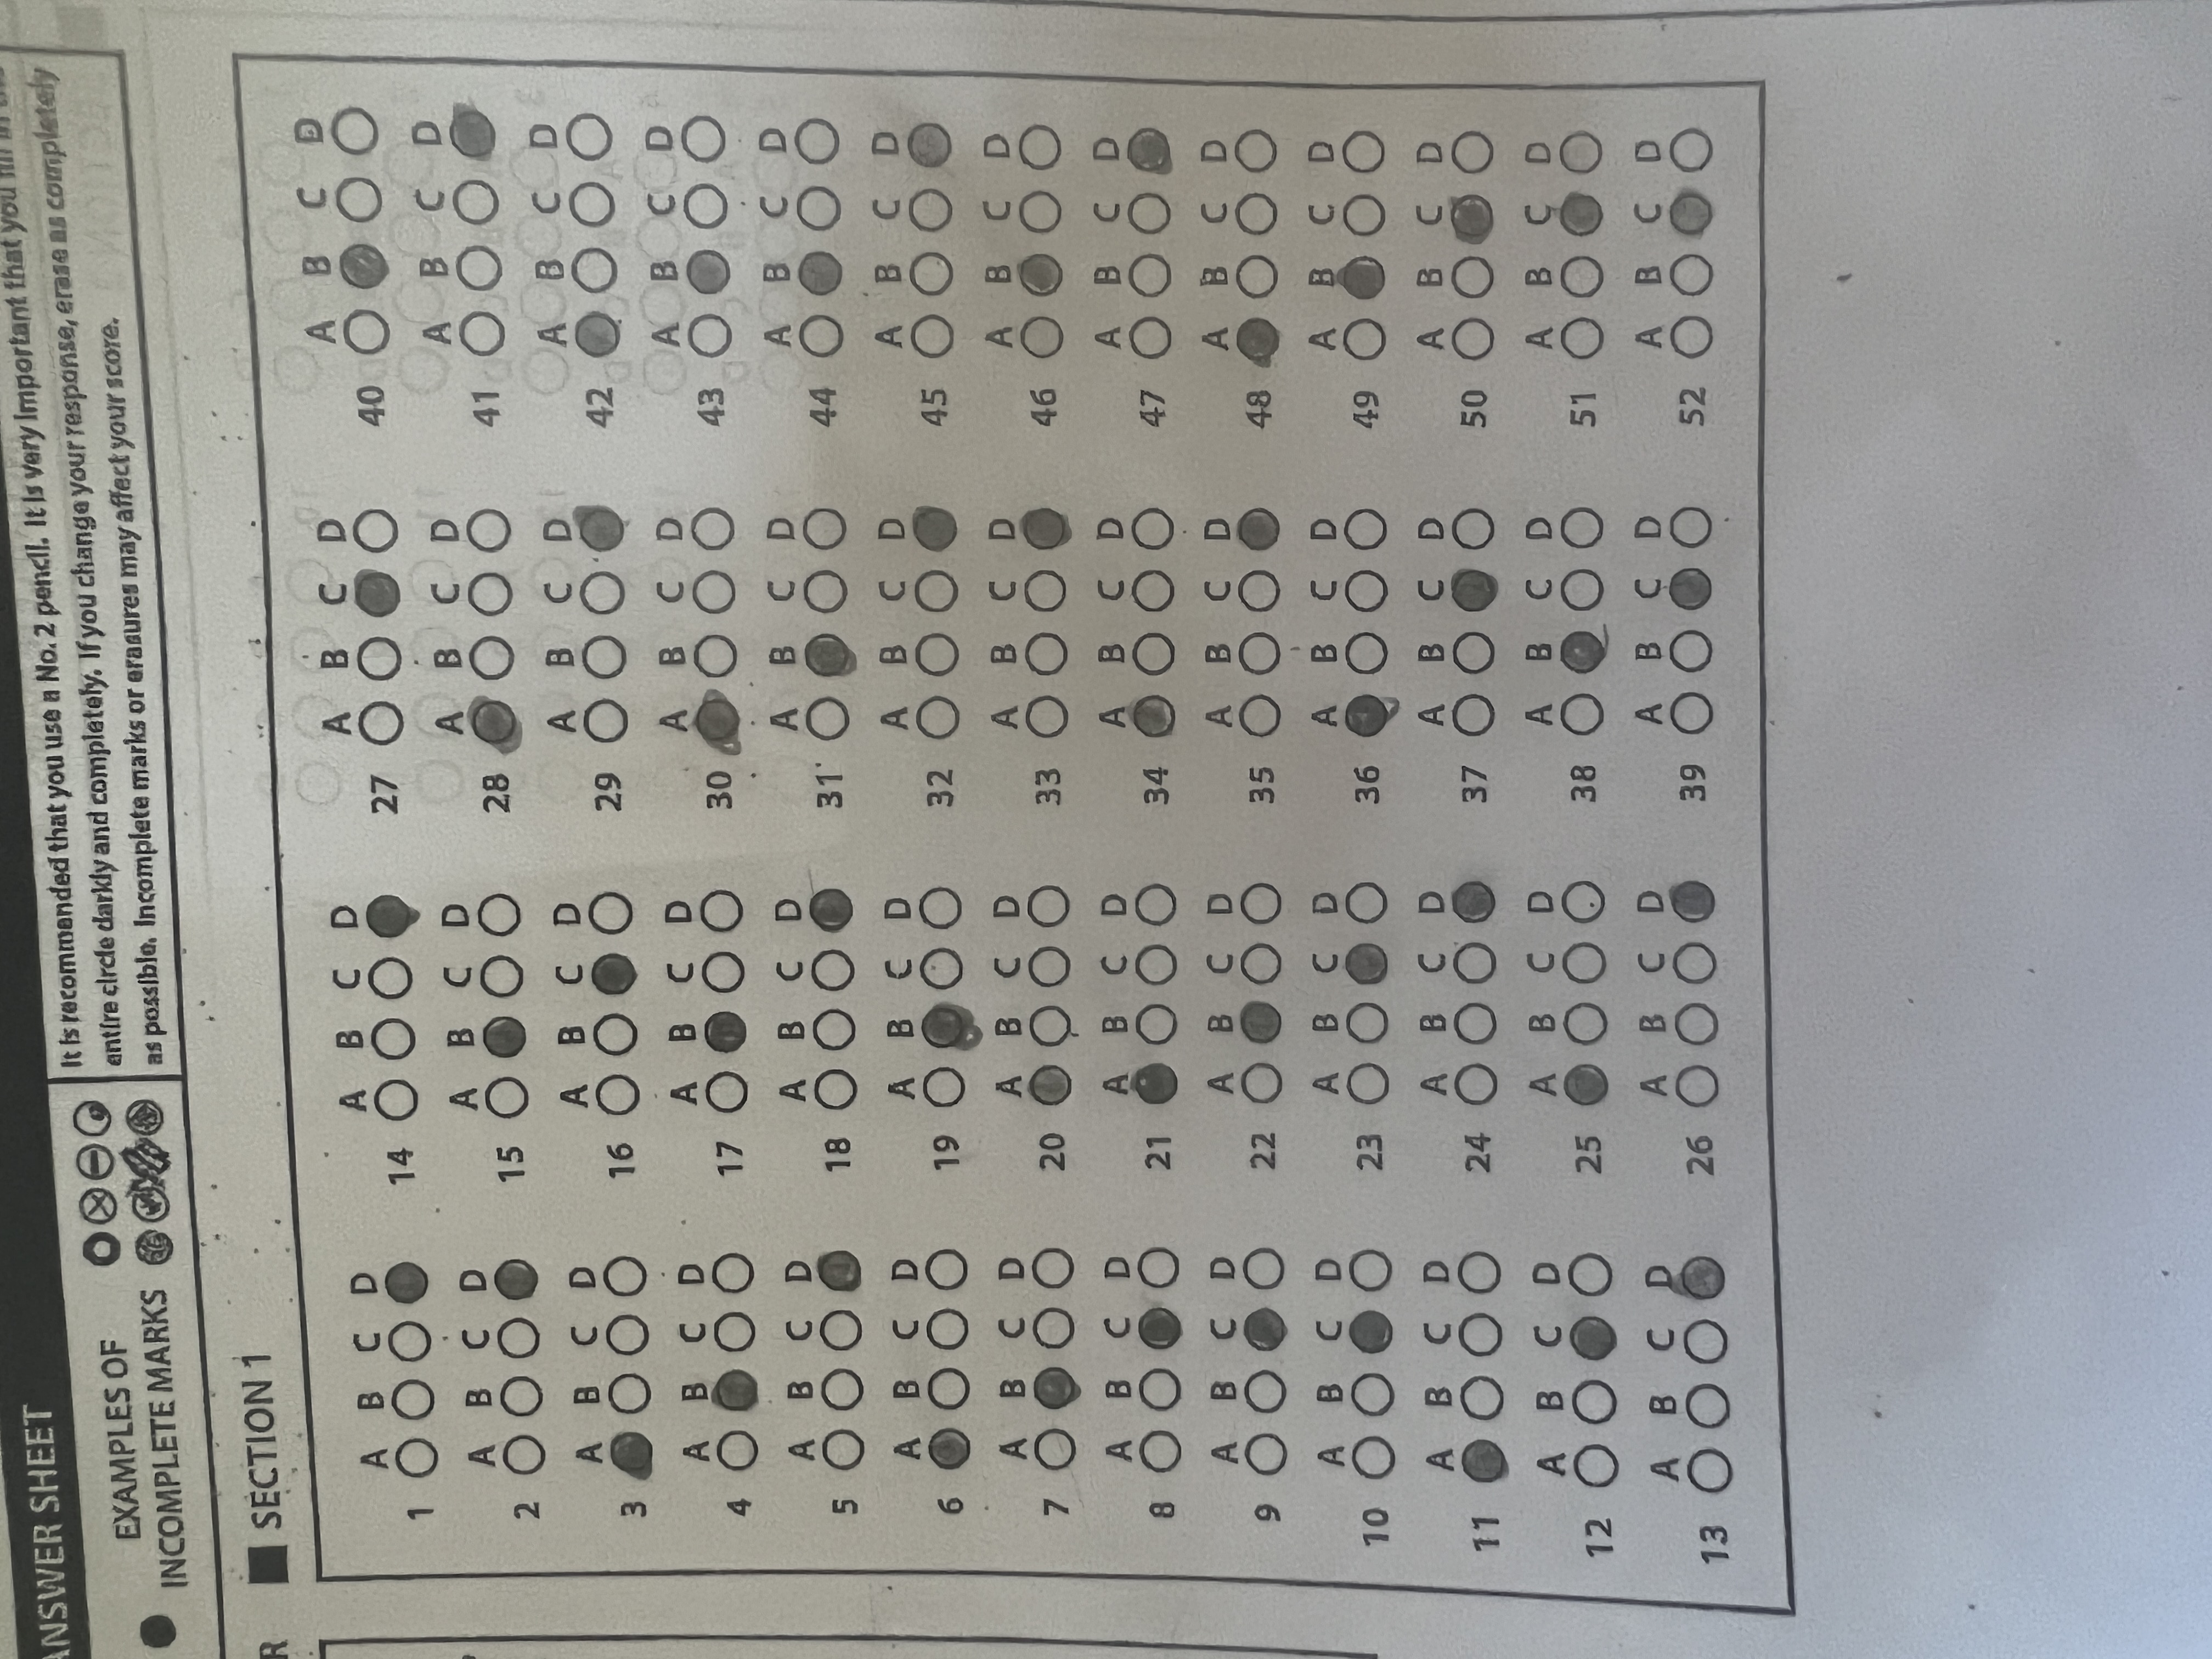 ANSWER SHEET
EXAMPLES OF
INCOMPLETE MARKS
It is recommended that you use a No. 2 pencil. It is very important that you fill in the
entire circle darkly and completely. If you change your response, erase as completely
as possible. Incomplete marks or erasures may affect your score.
R
SECTION 1
A B C D
1
A B C D
2
A B C D
3
A B C D
4
A B C D
5
A B C D
6
A B C D
7
A B C D
8
A B C D
9
A B C D
10
A B C D
11
A B C D
12
A B C D
13
A B C D
14
A B C D
15
A B C D
16
A B C D
17
A B C D
18
A B C D
19
A B C D
20
A B C D
21
A B C D
22
A B C D
23
A B C D
24
A B C D
25
A B C D
26
A B C D
27
A B C D
28
A B C D
29
A B C D
30
A B C D
31
A B C D
32
A B C D
33
A B C D
34
A B C D
35
A B C D
36
A B C D
37
A B C D
38
A B C D
39
A B C D
40
A B C D
41
A B C D
42
A B C D
43
A B C D
44
A B C D
45
A B C D
46
A B C D
47
A B C D
48
A B C D
49
A B C D
50
A B C D
51
A B C D
52